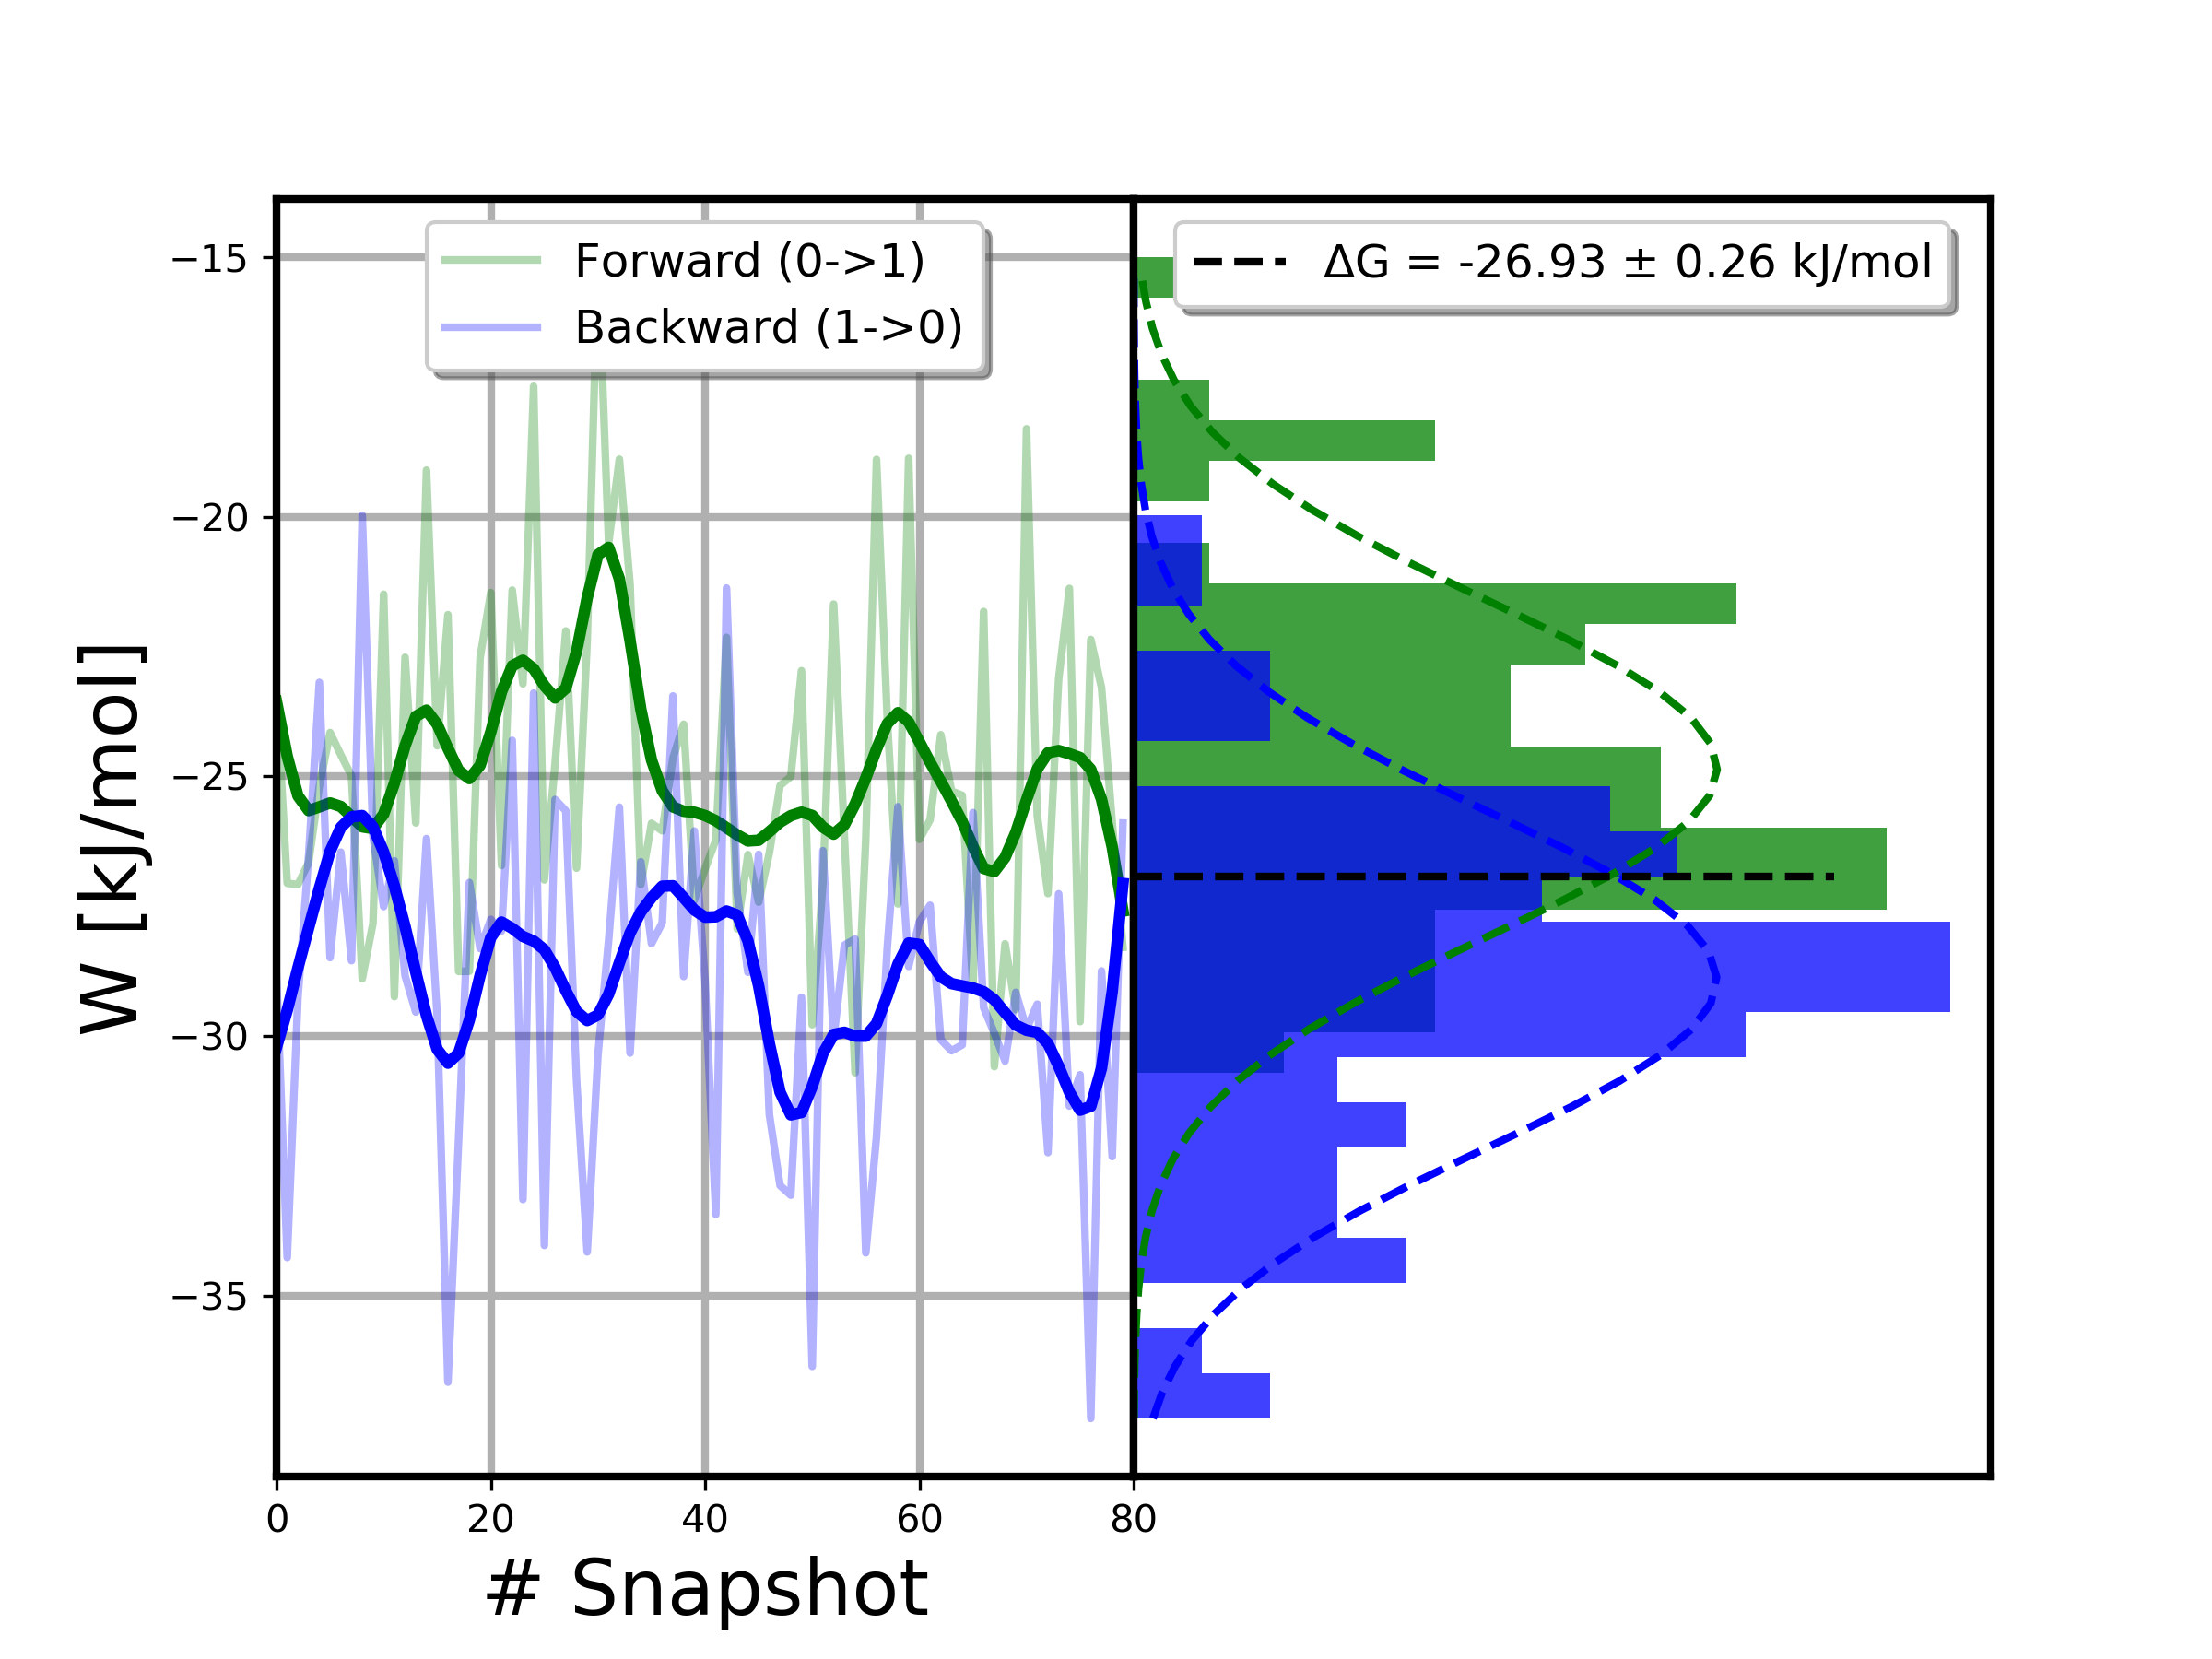 Forward (0->1)
Backward (1->0)
ΔG = -26.93 ± 0.26 kJ/mol
W [kJ/mol]
−15
−20
−25
−30
−35
0 20 40 60 80
# Snapshot